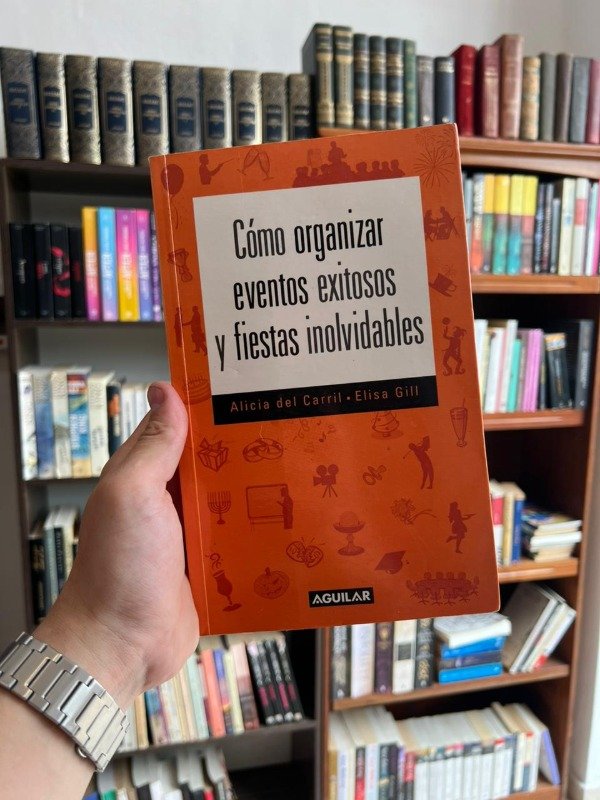 Cómo organizar
eventos exitosos
y fiestas inolvidables
Alicia del Carril • Elisa Gill
AGUILAR